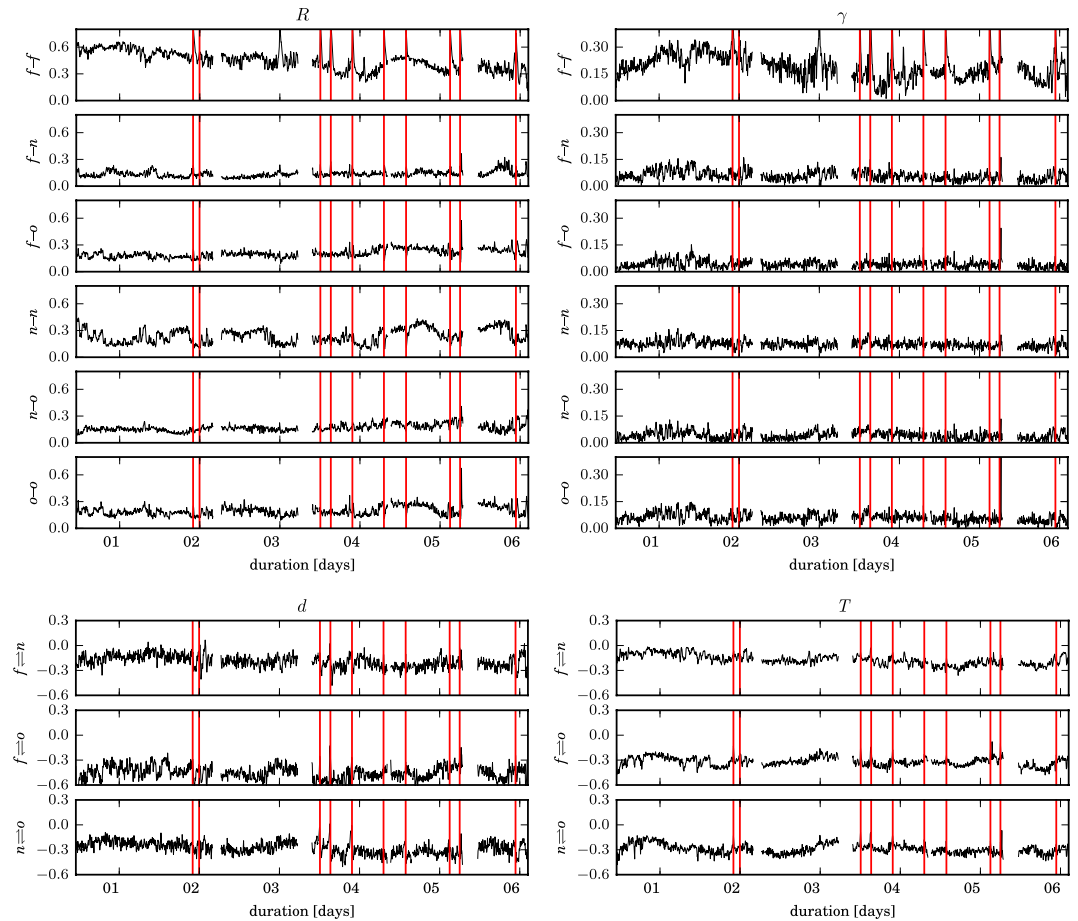 R
f–f 0.6 0.3 0.0
f–n 0.6 0.3 0.0
f–o 0.6 0.3 0.0
n–n 0.6 0.3 0.0
n–o 0.6 0.3 0.0
o–o 0.6 0.3 0.0
01 02 03 04 05 06
duration [days]
γ
f–f 0.30 0.15 0.00
f–n 0.30 0.15 0.00
f–o 0.30 0.15 0.00
n–n 0.30 0.15 0.00
n–o 0.30 0.15 0.00
o–o 0.30 0.15 0.00
01 02 03 04 05 06
duration [days]
d
f⇌n 0.3 0.0 −0.3 −0.6
f⇌o 0.3 0.0 −0.3 −0.6
n⇌o 0.3 0.0 −0.3 −0.6
01 02 03 04 05 06
duration [days]
T
f⇌n 0.3 0.0 −0.3 −0.6
f⇌o 0.3 0.0 −0.3 −0.6
n⇌o 0.3 0.0 −0.3 −0.6
01 02 03 04 05 06
duration [days]